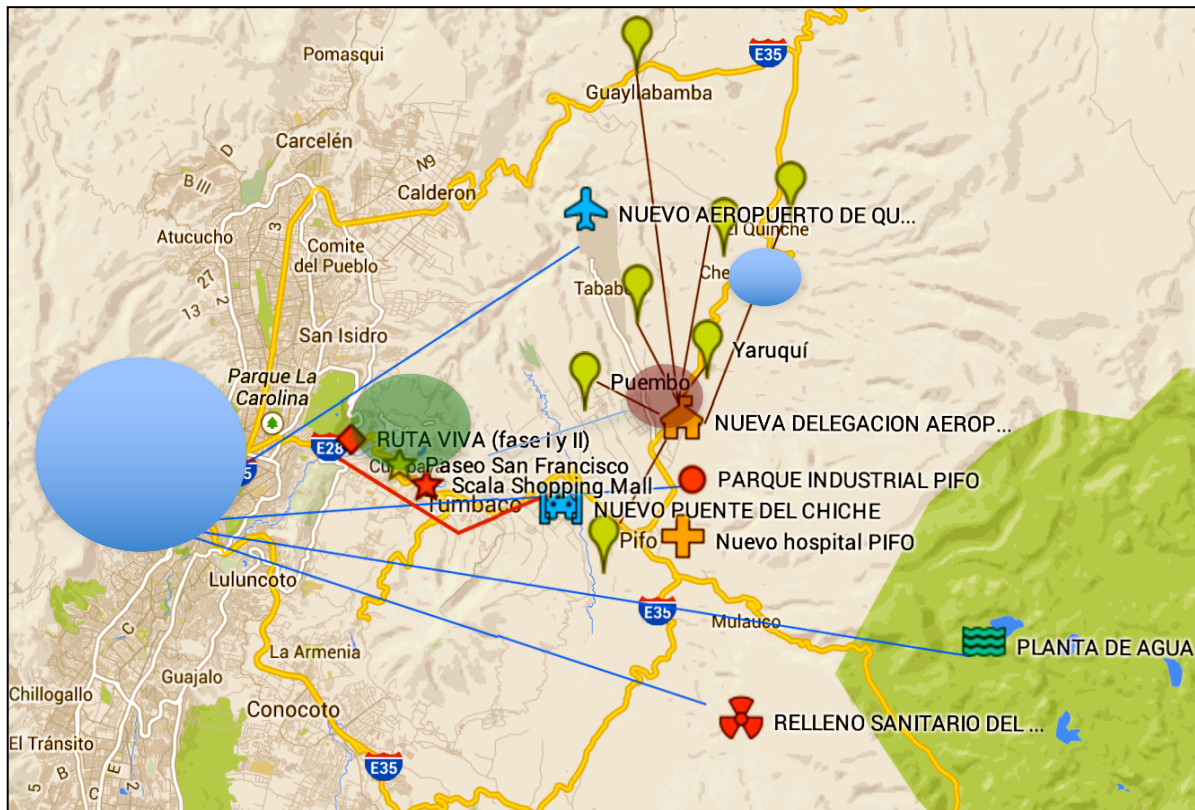 Pomasqui
E35
Guayllabamba
Carcelén
D
B III
N9
Calderon
3
NUEVO AEROPUERTO DE QU...
El Quinche
Atucucho
Comite
del Pueblo
27
2
13
Che
Tabab
San Isidro
Yaruquí
Parque La
Carolina
Puembo
NUEVA DELEGACION AEROP...
E28
RUTA VIVA (fase i y II)
Paseo San Francisco
Scala Shopping Mall
PARQUE INDUSTRIAL PIFO
Tumbaco
NUEVO PUENTE DEL CHICHE
Pifo
Nuevo hospital PIFO
Luluncoto
E35
Mulauco
C
La Armenia
PLANTA DE AGUA
Guajalo
Chillogallo
Conocoto
RELLENO SANITARIO DEL ...
El Tránsito
E35
5
B
C
E
2